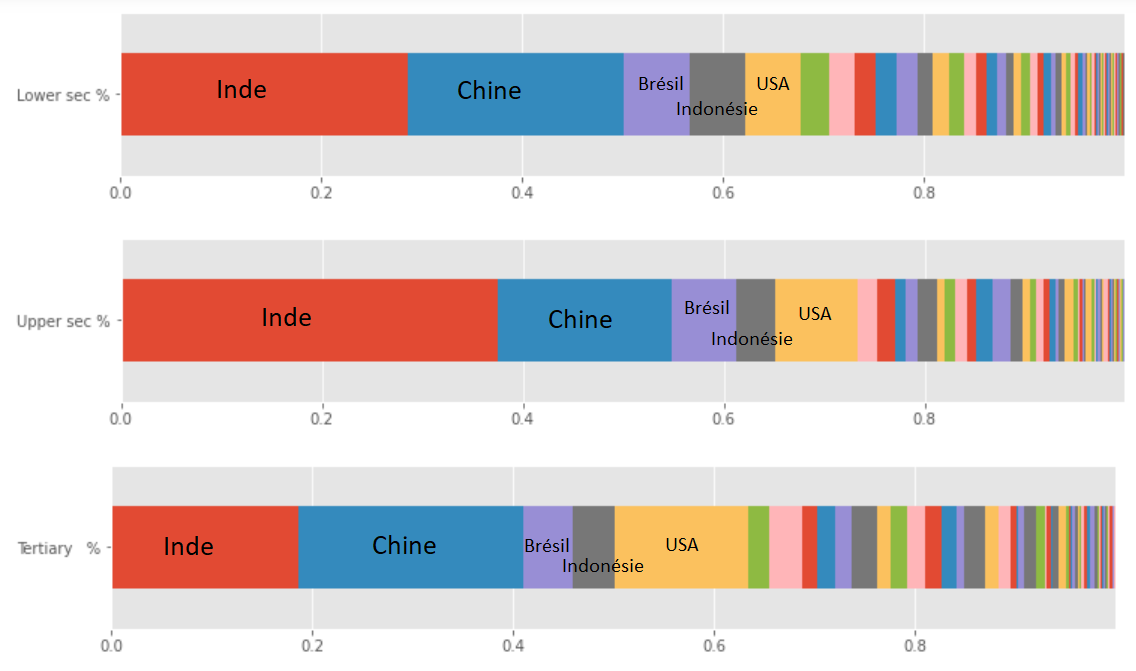 Lower sec %
Inde
Chine
Brésil
Indonésie
USA
0.0 0.2 0.4 0.6 0.8
Upper sec %
Inde
Chine
Brésil
Indonésie
USA
0.0 0.2 0.4 0.6 0.8
Tertiary %
Inde
Chine
Brésil
Indonésie
USA
0.0 0.2 0.4 0.6 0.8